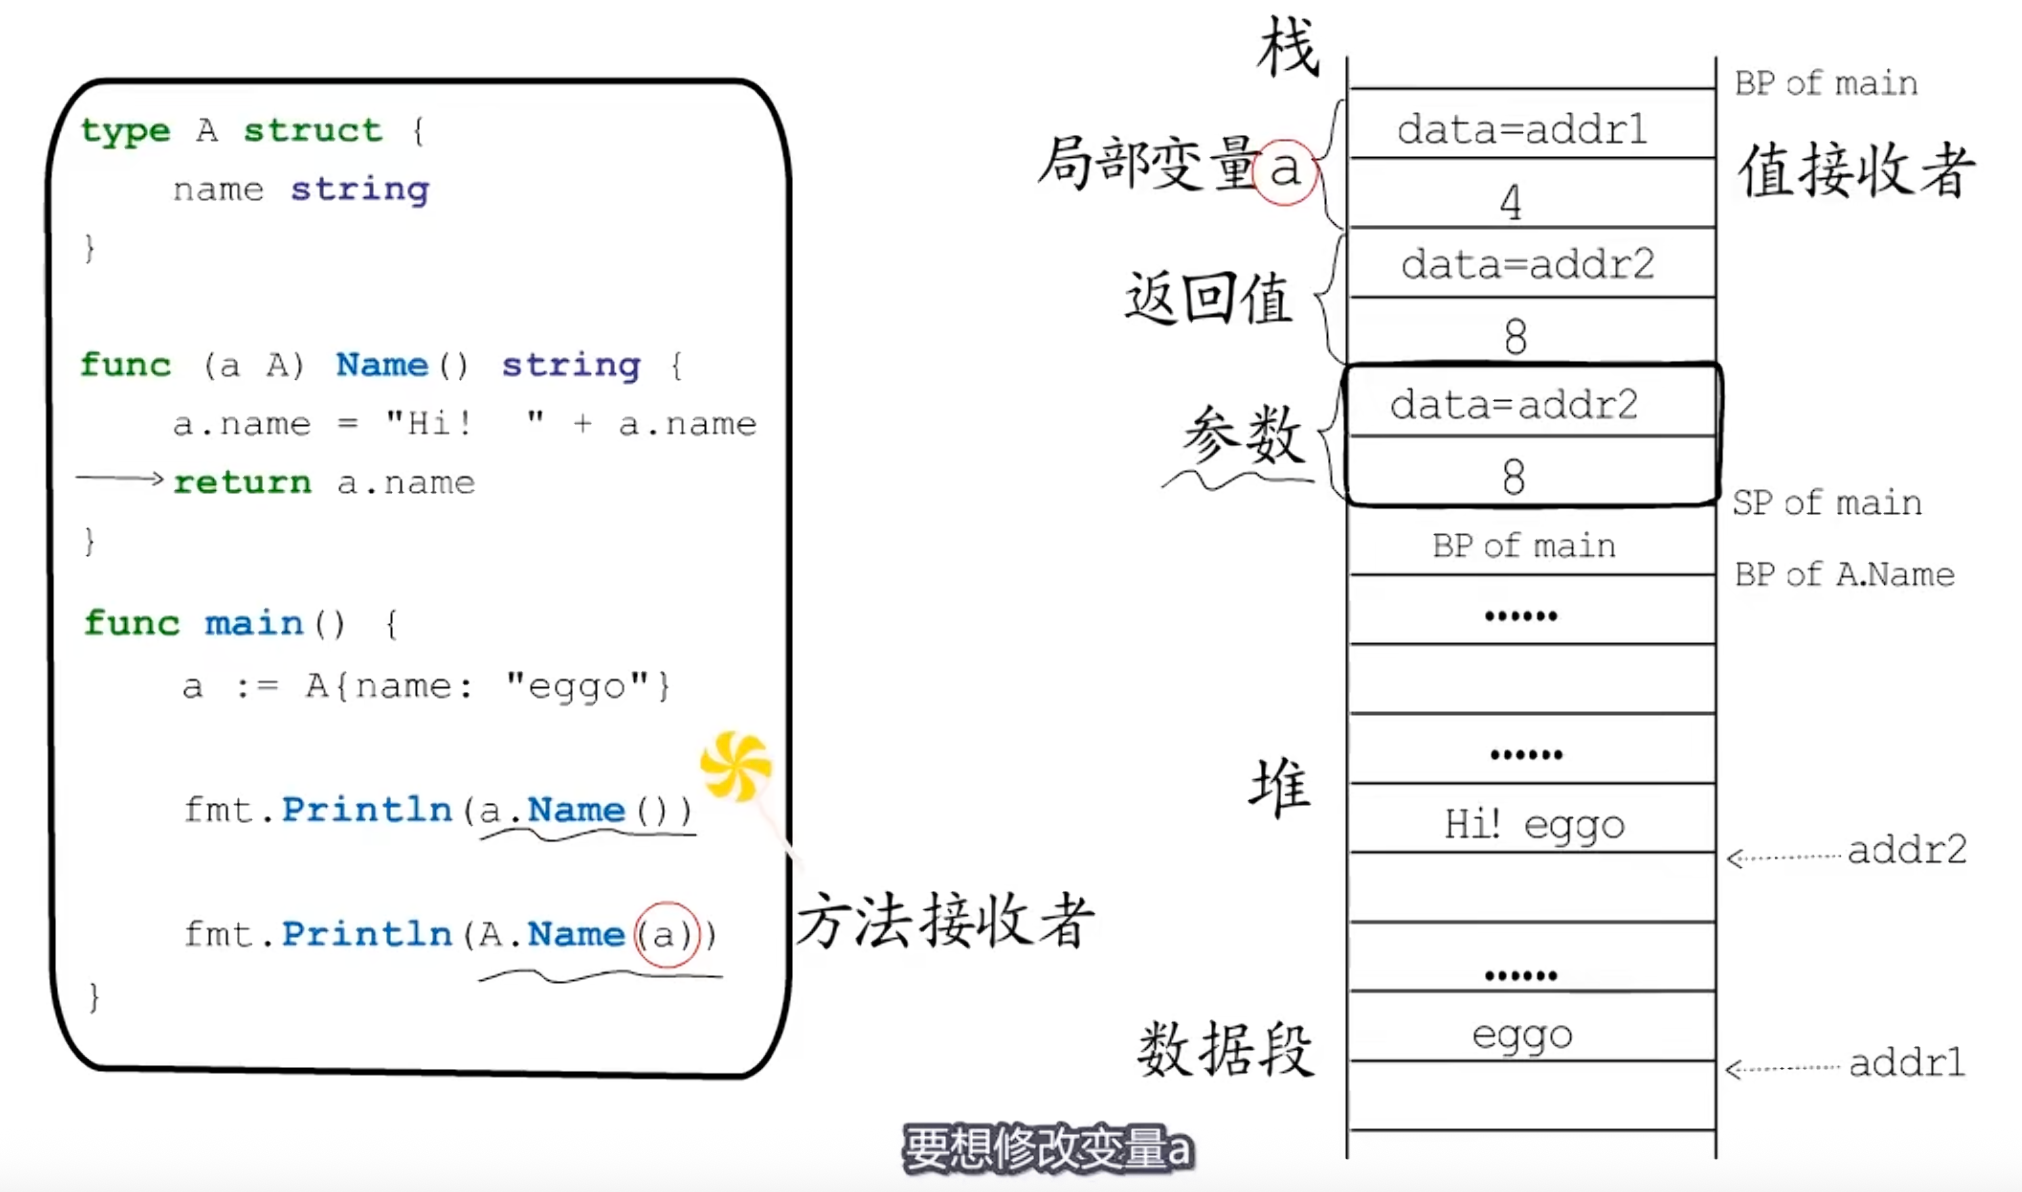 type A struct {
name string
}
func (a A) Name() string {
a.name = "Hi!  " + a.name
return a.name
}
func main() {
a := A{name: "eggo"}
fmt.Println(a.Name())
fmt.Println(A.Name(a))
}
方法接收者
栈
BP of main
局部变量a
data=addr1
4
值接收者
返回值
data=addr2
8
参数
data=addr2
8
SP of main
BP of main
BP of A.Name
......
......
堆
Hi! eggo
addr2
......
数据段
eggo
addr1
要想修改变量a